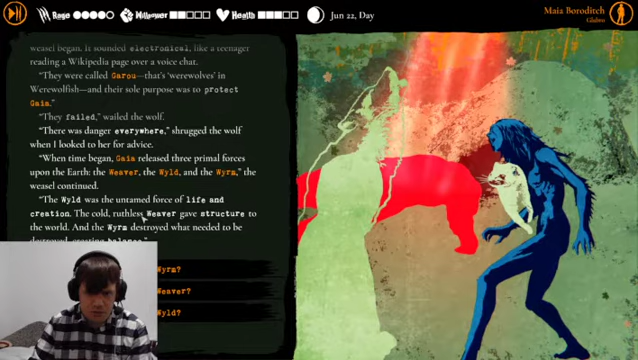 Rage Willpower Health Jun 22, Day Maia Boroditch
Glabro
weasel began. It sounded electronical, like a teenager
reading a Wikipedia page over a voice chat.
“They were called Garou—that's ‘werewolves’ in
Werewolfish—and their sole purpose was to protect
Gaia.”
“They failed,” wailed the wolf.
“There was danger everywhere,” shrugged the wolf
when I looked to her for advice.
“When time began, Gaia released three primal forces
upon the Earth: the Weaver, the Wyld, and the Wyrm,” the
weasel continued.
“The Wyld was the untamed force of life and
creation. The cold, ruthless Weaver gave structure to
the world. And the Wyrm destroyed what needed to be
destroyed, creating balance.”
Wyrm?
Weaver?
Wyld?